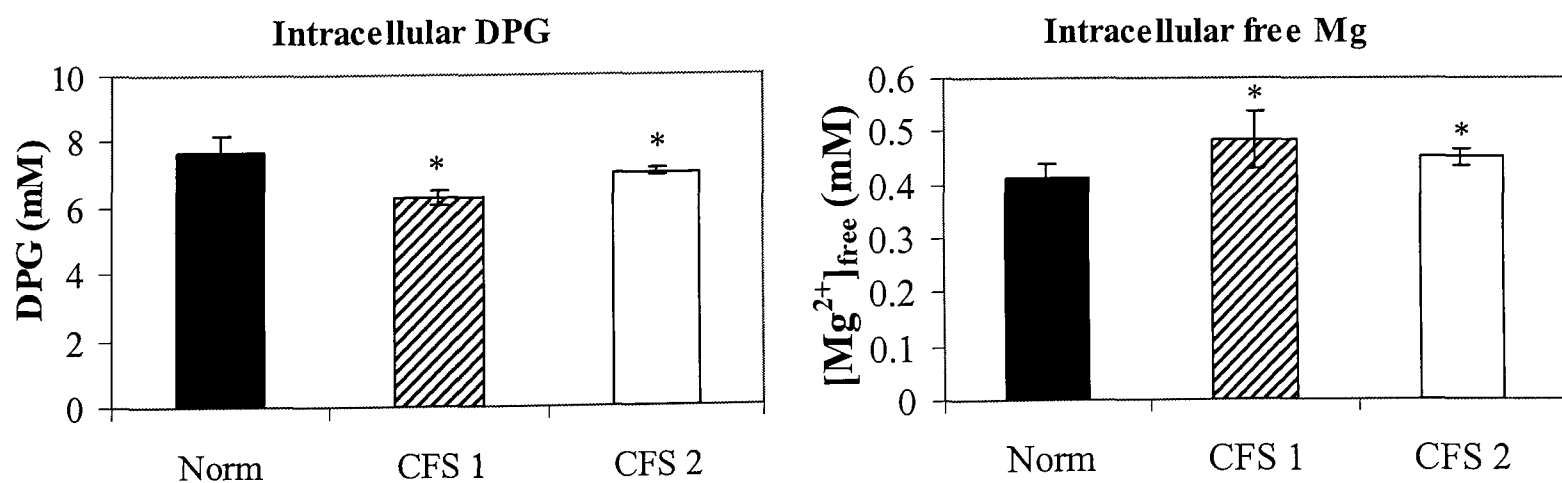 Intracellular DPG
10
8
6
4
2
0
DPG (mM)
*
*
Norm
CFS 1
CFS 2
Intracellular free Mg
0.6
0.5
0.4
0.3
0.2
0.1
0
[Mg2+]free (mM)
*
*
Norm
CFS 1
CFS 2